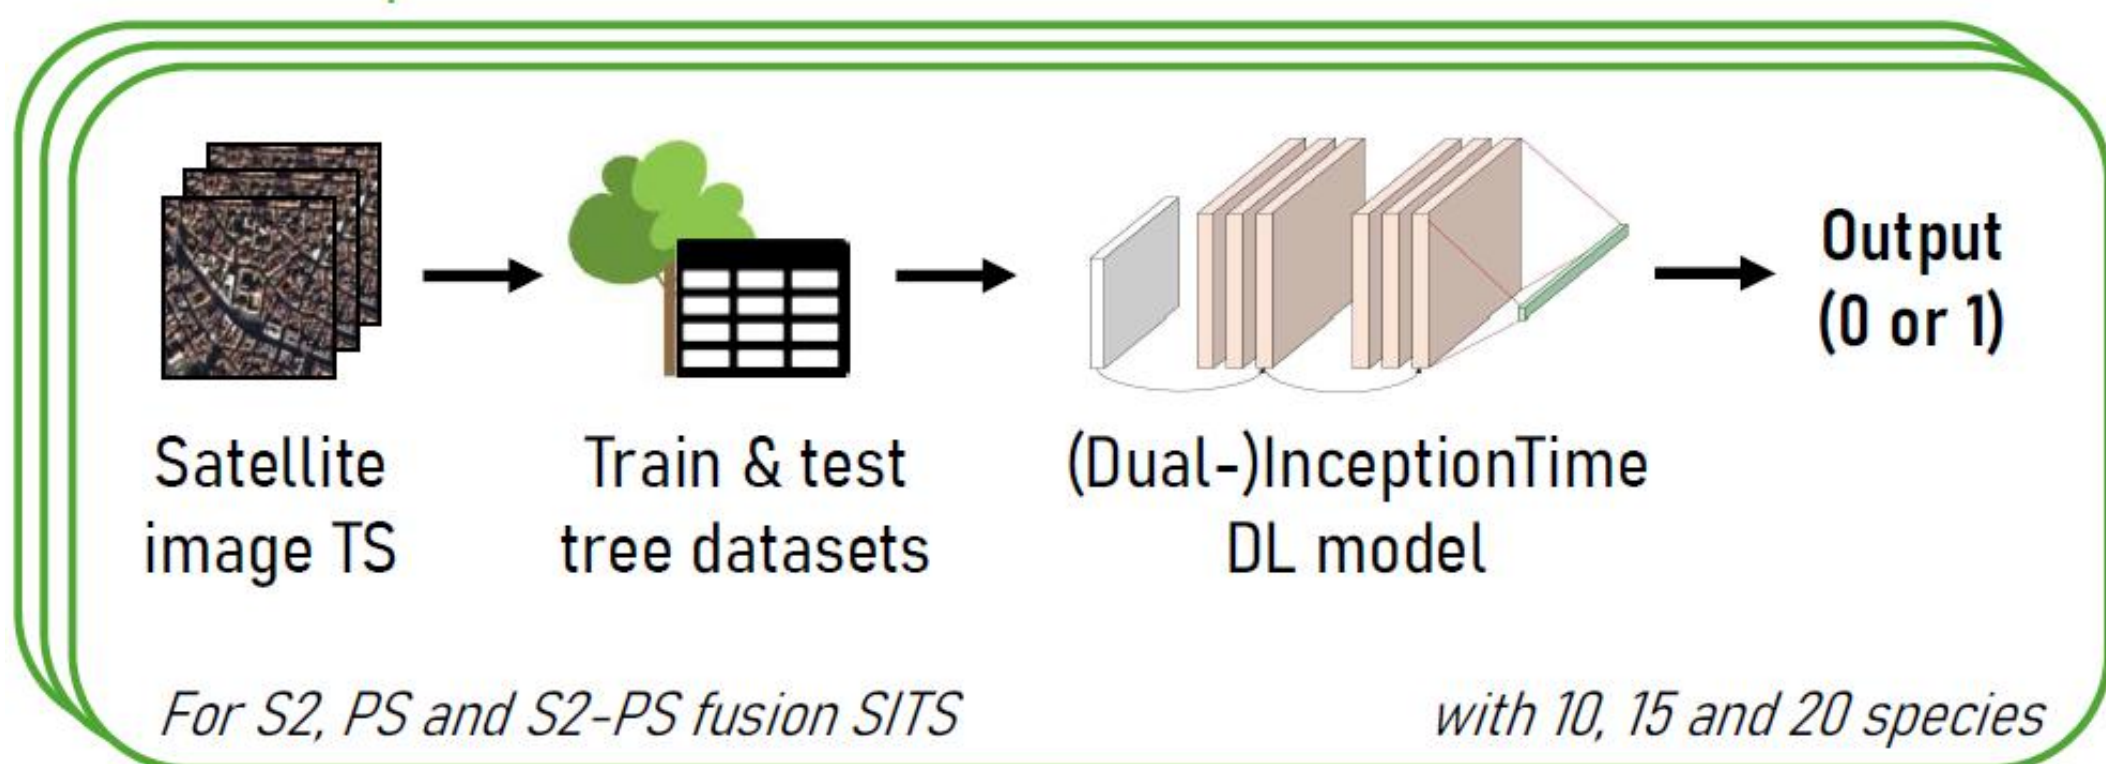 Satellite
image TS
Train & test
tree datasets
(Dual-)InceptionTime
DL model
Output
(0 or 1)
For S2, PS and S2-PS fusion SITS
with 10, 15 and 20 species